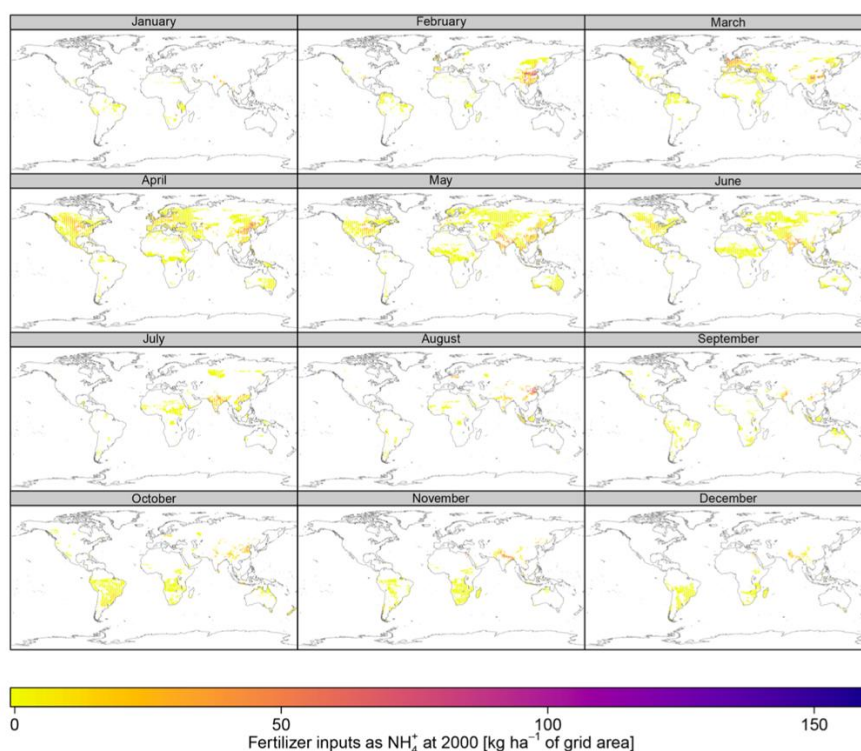 January
February
March
April
May
June
July
August
September
October
November
December
0
50
100
150
Fertilizer inputs as NH₄⁺ at 2000 [kg ha⁻¹ of grid area]